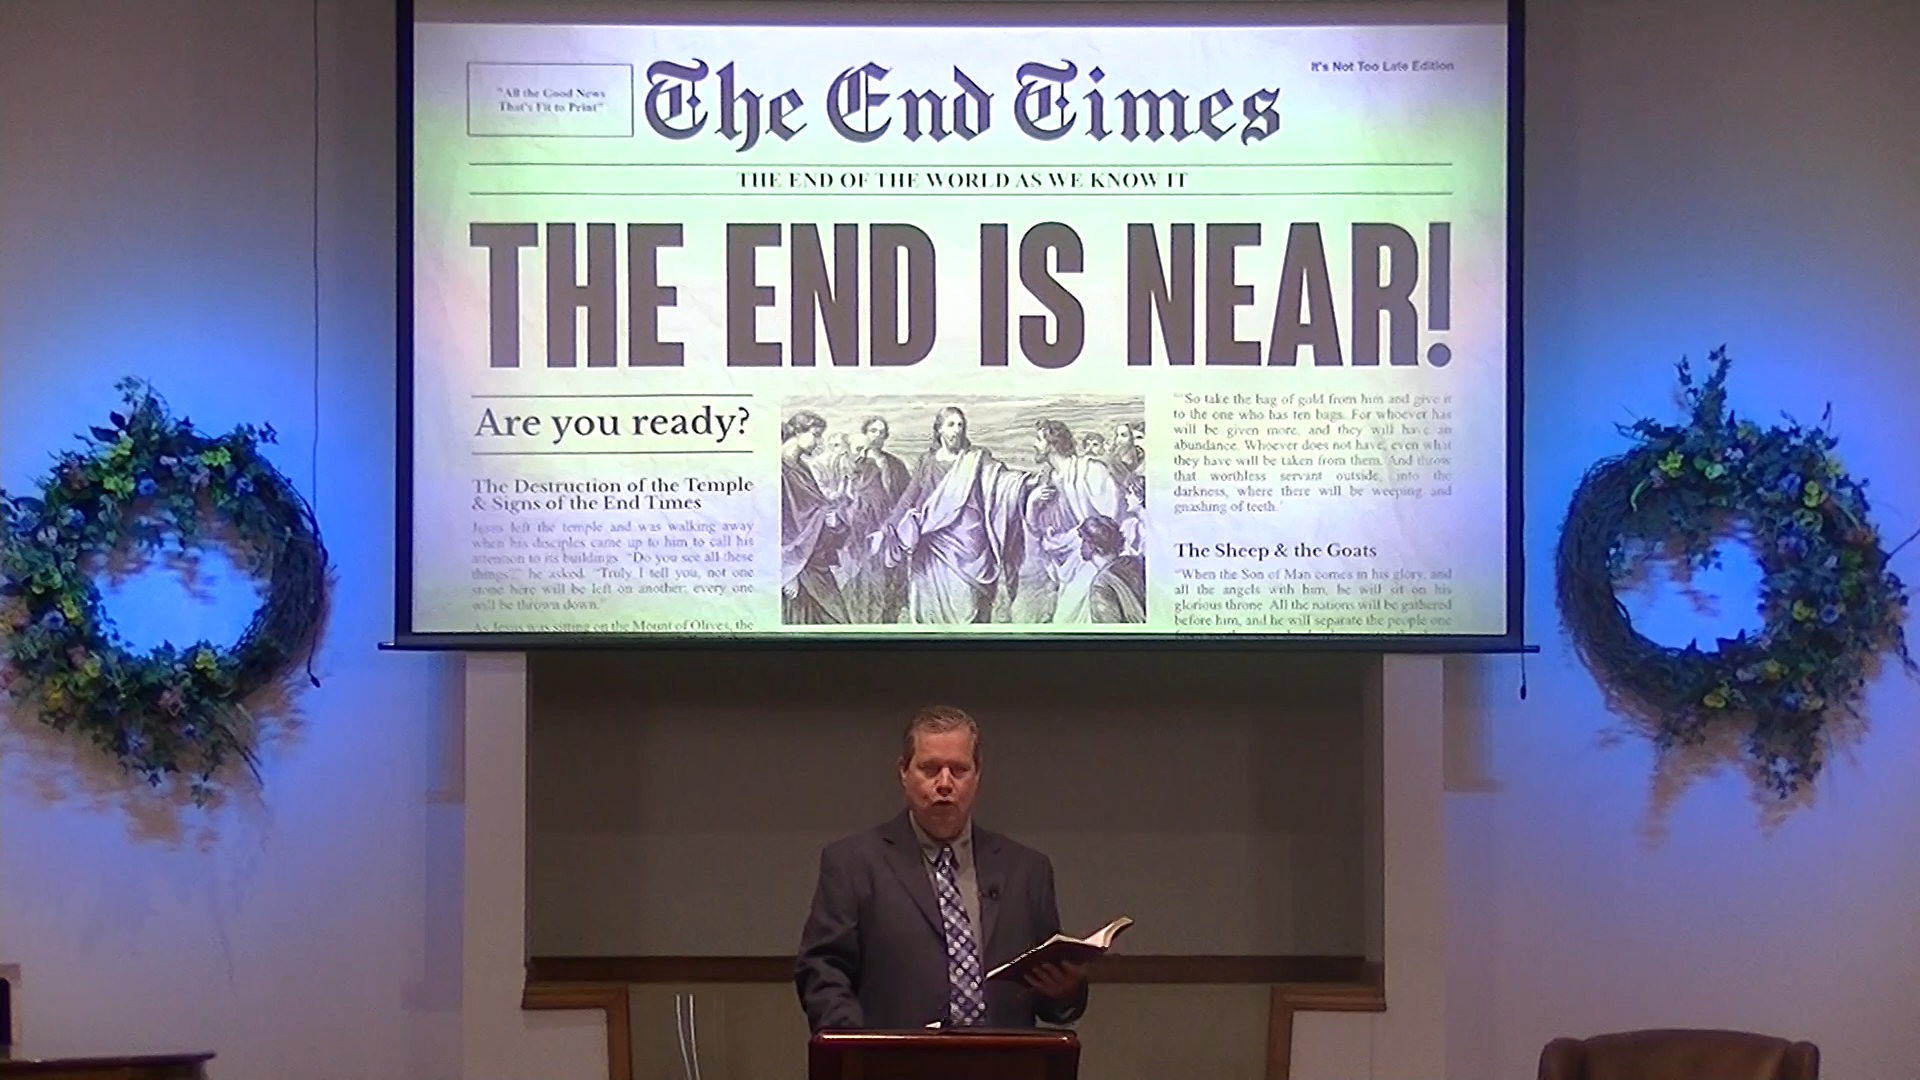 "All the Good News
That's Fit to Print"
The End Times
It's Not Too Late Edition
THE END OF THE WORLD AS WE KNOW IT
THE END IS NEAR!
Are you ready?
The Destruction of the Temple
& Signs of the End Times
Jesus left the temple and was walking away
when his disciples came up to him to call his
attention to its buildings. "Do you see all these
things?" he asked. "Truly I tell you, not one
stone here will be left on another; every one
will be thrown down."
As Jesus was sitting on the Mount of Olives, the
"'So take the bag of gold from him and give it
to the one who has ten bags. For whoever has
will be given more, and they will have an
abundance. Whoever does not have, even what
they have will be taken from them. And throw
that worthless servant outside, into the
darkness, where there will be weeping and
gnashing of teeth.'
The Sheep & the Goats
"When the Son of Man comes in his glory, and
all the angels with him, he will sit on his
glorious throne. All the nations will be gathered
before him, and he will separate the people one